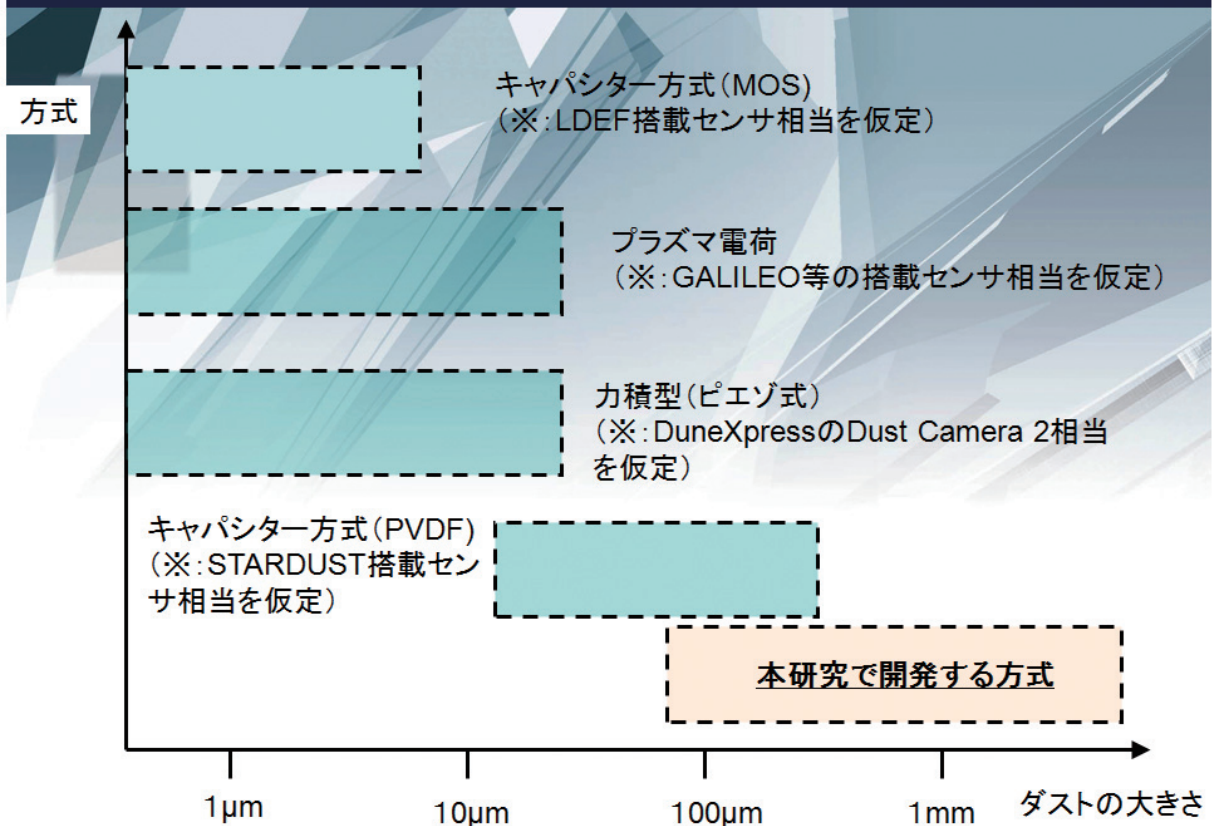 方式
キャパシター方式(MOS)
(※:LDEF搭載センサ相当を仮定)
プラズマ電荷
(※:GALILEO等の搭載センサ相当を仮定)
力積型(ピエゾ式)
(※:DuneXpressのDust Camera 2相当
を仮定)
キャパシター方式(PVDF)
(※:STARDUST搭載セン
サ相当を仮定)
本研究で開発する方式
1μm
10μm
100μm
1mm
ダストの大きさ